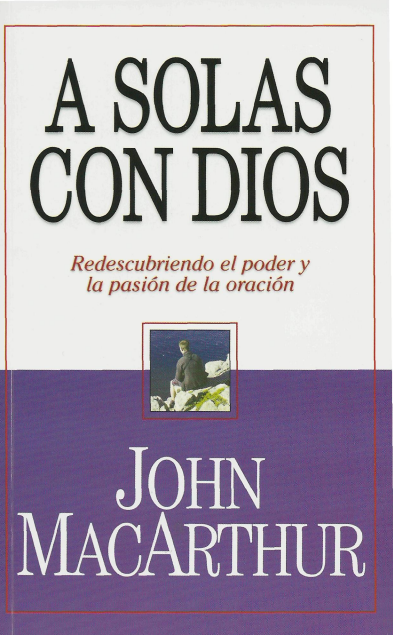 A SOLAS
CON DIOS
Redescubriendo el poder y
la pasión de la oración
JOHN
MACARTHUR